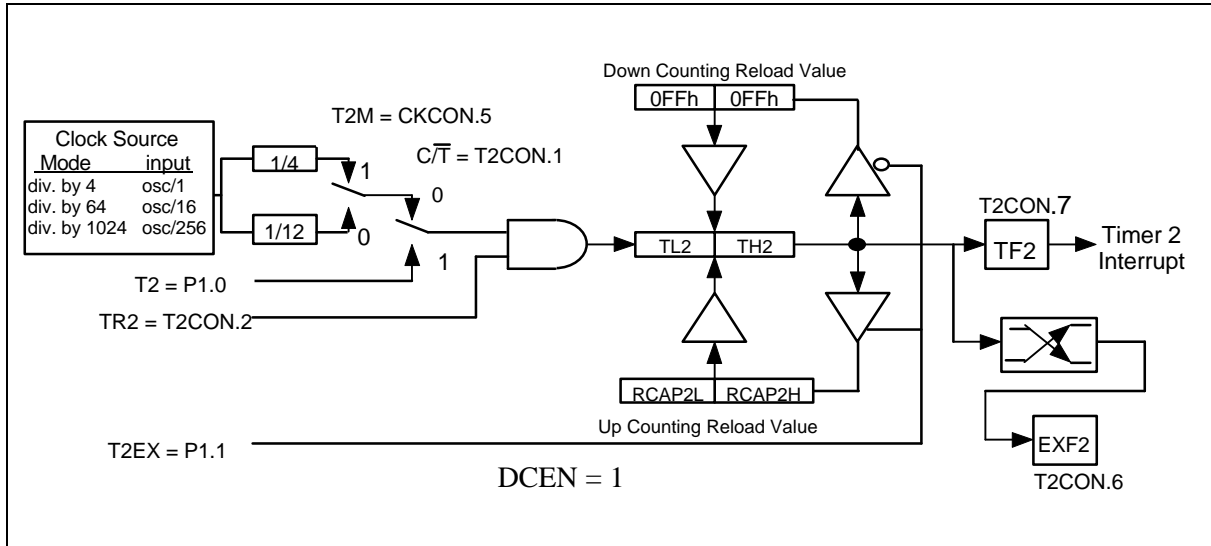 Down Counting Reload Value
0FFh 0FFh
T2M = CKCON.5
Clock Source
Mode input
div. by 4 osc/1
div. by 64 osc/16
div. by 1024 osc/256
1/4
1
C/T̅ = T2CON.1
0
1/12
0
1
T2 = P1.0
TR2 = T2CON.2
TL2 TH2
T2CON.7
TF2
Timer 2
Interrupt
RCAP2L RCAP2H
Up Counting Reload Value
T2EX = P1.1
EXF2
T2CON.6
DCEN = 1